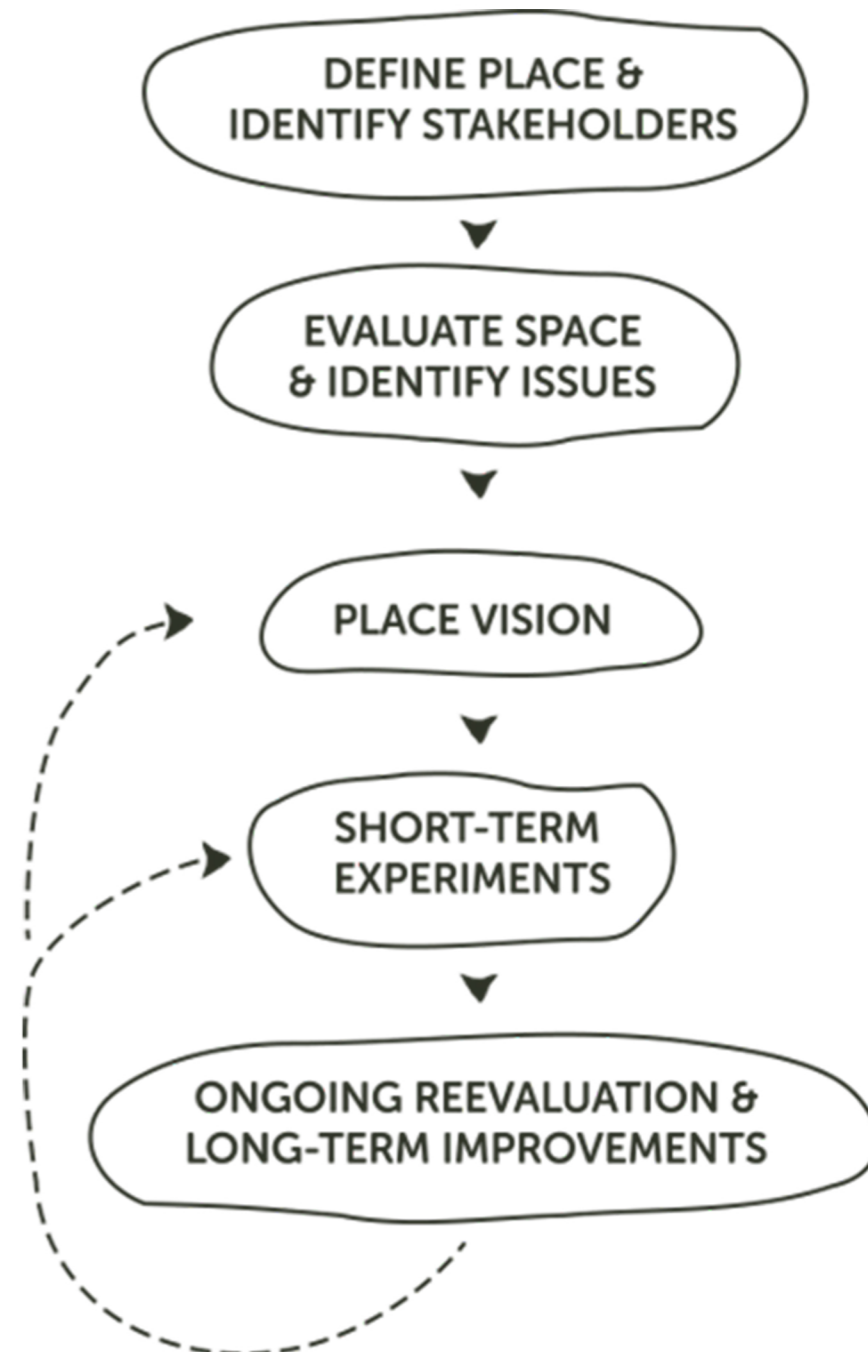 DEFINE PLACE &
IDENTIFY STAKEHOLDERS
EVALUATE SPACE
& IDENTIFY ISSUES
PLACE VISION
SHORT-TERM
EXPERIMENTS
ONGOING REEVALUATION &
LONG-TERM IMPROVEMENTS